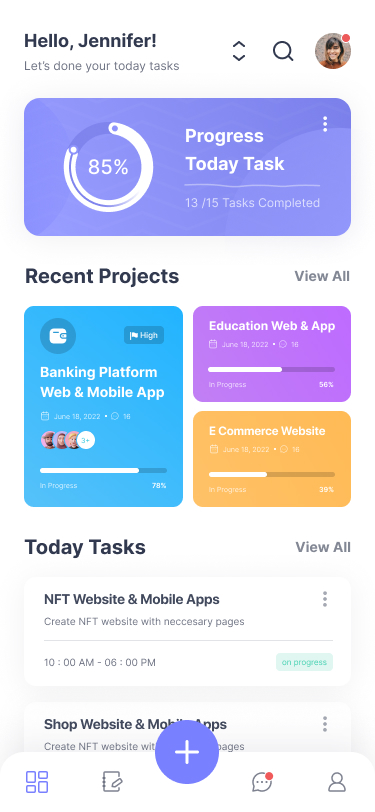 Hello, Jennifer!
Let's done your today tasks
85%
Progress
Today Task
13 /15 Tasks Completed
Recent Projects
View All
High
Banking Platform
Web & Mobile App
June 18, 2022 • 16
3+
In Progress
78%
Education Web & App
June 18, 2022 • 16
In Progress
56%
E Commerce Website
June 18, 2022 • 16
In Progress
39%
Today Tasks
View All
NFT Website & Mobile Apps
Create NFT website with neccesary pages
10 : 00 AM - 06 : 00 PM
on progress
Shop Website & Mobile Apps
Create NFT website with neccesary pages